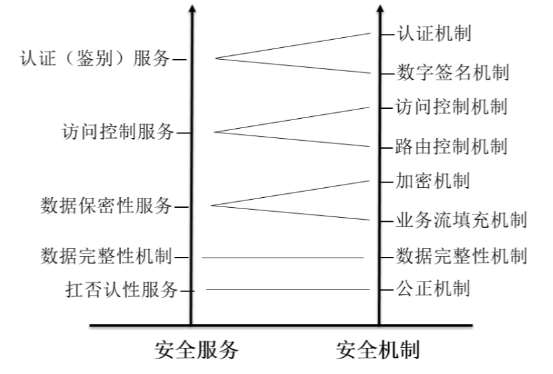 认证（鉴别）服务
认证机制
数字签名机制
访问控制服务
访问控制机制
路由控制机制
数据保密性服务
加密机制
业务流填充机制
数据完整性机制
数据完整性机制
扛否认性服务
公正机制
安全服务
安全机制